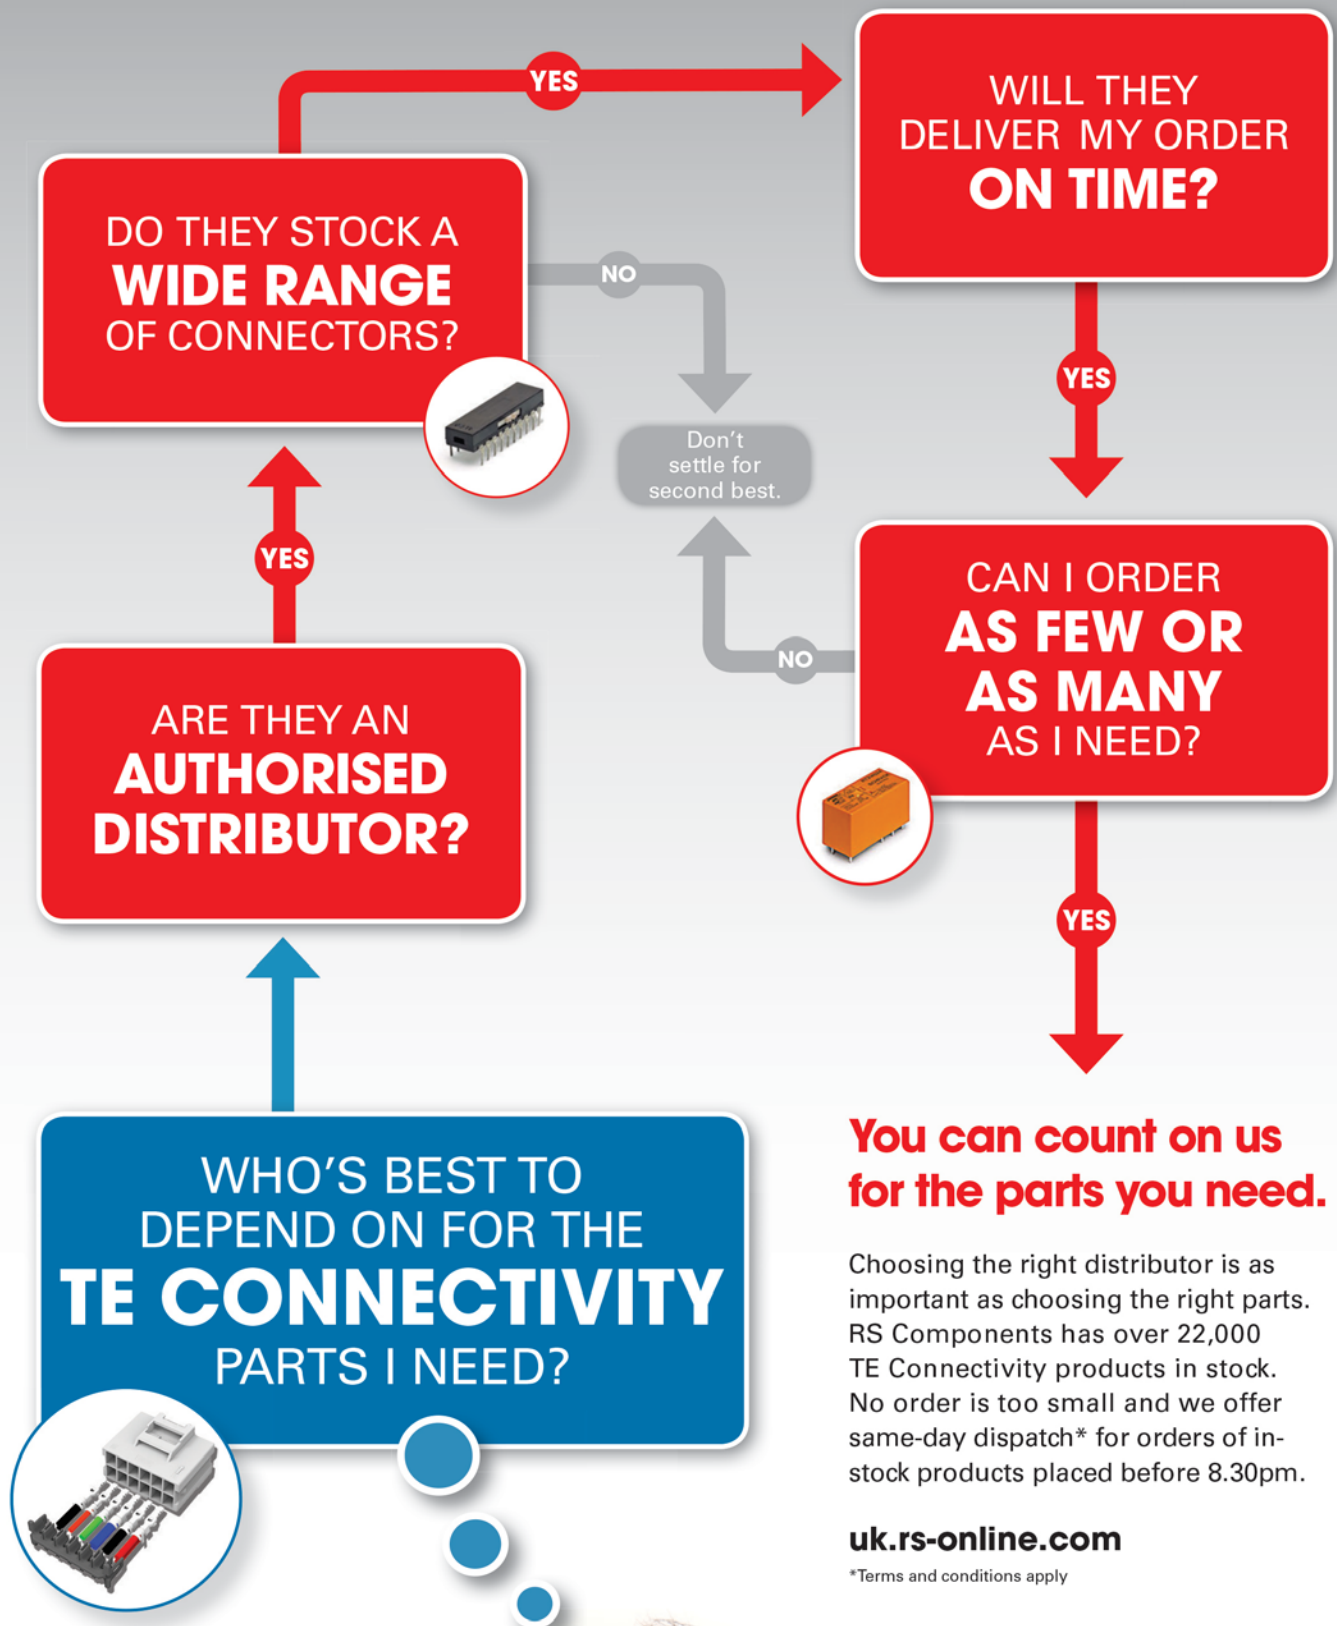 YES
WILL THEY
DELIVER MY ORDER
ON TIME?
DO THEY STOCK A
WIDE RANGE
OF CONNECTORS?
NO
YES
Don't
settle for
second best.
YES
CAN I ORDER
AS FEW OR
AS MANY
AS I NEED?
NO
ARE THEY AN
AUTHORISED
DISTRIBUTOR?
YES
WHO'S BEST TO
DEPEND ON FOR THE
TE CONNECTIVITY
PARTS I NEED?
You can count on us
for the parts you need.
Choosing the right distributor is as
important as choosing the right parts.
RS Components has over 22,000
TE Connectivity products in stock.
No order is too small and we offer
same-day dispatch* for orders of in-
stock products placed before 8.30pm.
uk.rs-online.com
*Terms and conditions apply